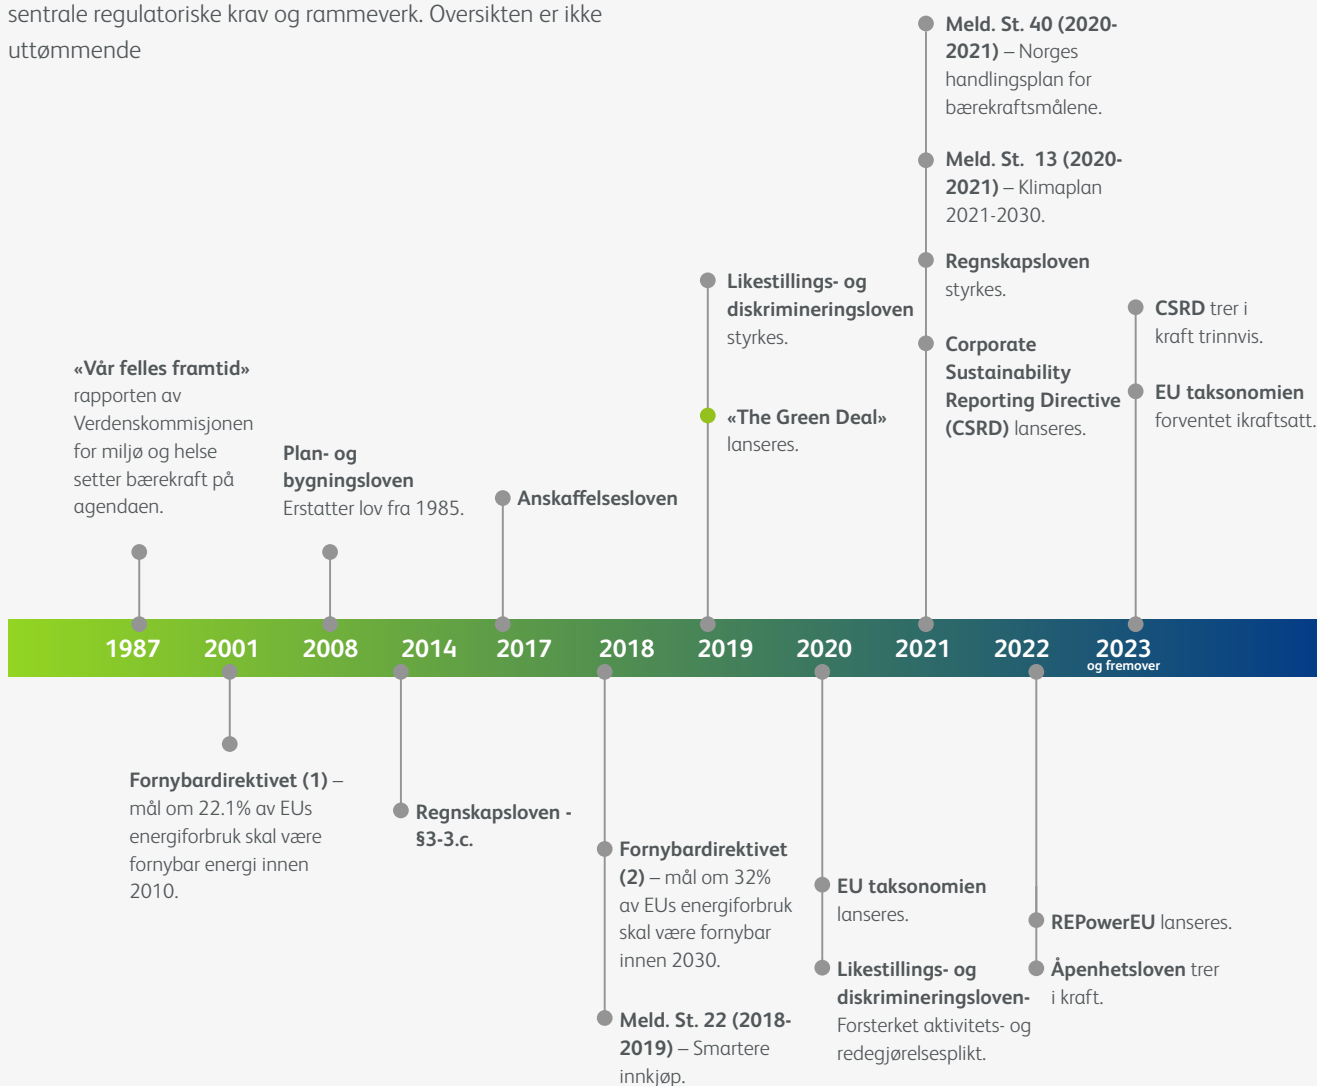 sentrale regulatoriske krav og rammeverk. Oversikten er ikke
uttømmende
Meld. St. 40 (2020-
2021) – Norges
handlingsplan for
bærekraftsmålene.
Meld. St.  13 (2020-
2021) – Klimaplan
2021-2030.
Regnskapsloven
styrkes.
Corporate
Sustainability
Reporting Directive
(CSRD) lanseres.
Likestillings- og
diskrimineringsloven
styrkes.
«The Green Deal»
lanseres.
CSRD trer i
kraft trinnvis.
EU taksonomien
forventet ikraftsatt.
«Vår felles framtid»
rapporten av
Verdenskommisjonen
for miljø og helse
setter bærekraft på
agendaen.
Plan- og
bygningsloven
Erstatter lov fra 1985.
Anskaffelsesloven
1987 2001 2008 2014 2017 2018 2019 2020 2021 2022 2023
og fremover
Fornybardirektivet (1) –
mål om 22.1% av EUs
energiforbruk skal være
fornybar energi innen
2010.
Regnskapsloven -
§3-3.c.
Fornybardirektivet
(2) – mål om 32%
av EUs energiforbruk
skal være fornybar
innen 2030.
Meld. St. 22 (2018-
2019) – Smartere
innkjøp.
EU taksonomien
lanseres.
Likestillings- og
diskrimineringsloven-
Forsterket aktivitets- og
redegjørelsesplikt.
REPowerEU lanseres.
Åpenhetsloven trer
i kraft.